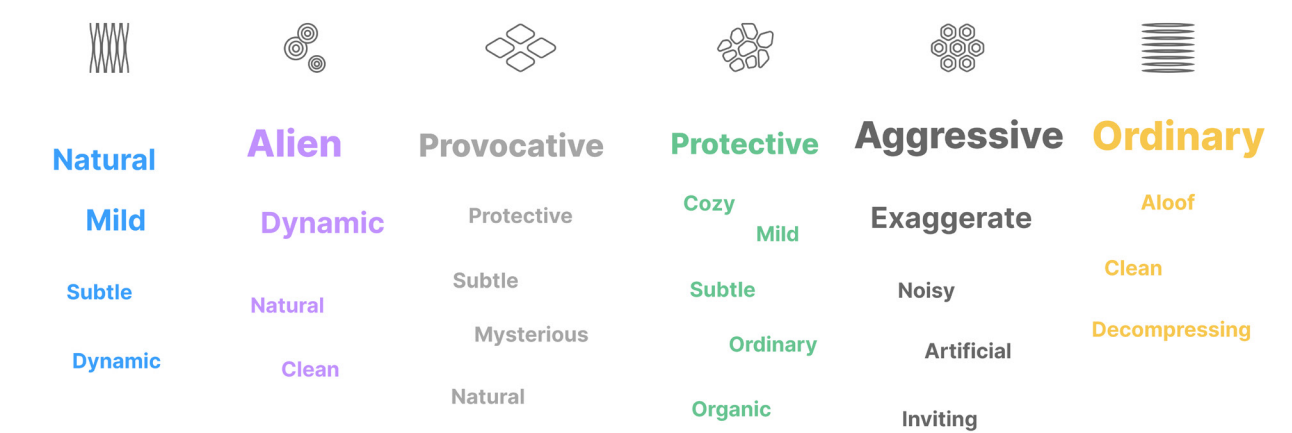 Natural
Mild
Subtle
Dynamic
Alien
Dynamic
Natural
Clean
Provocative
Protective
Subtle
Mysterious
Natural
Protective
Cozy
Mild
Subtle
Ordinary
Organic
Aggressive
Exaggerate
Noisy
Artificial
Inviting
Ordinary
Aloof
Clean
Decompressing